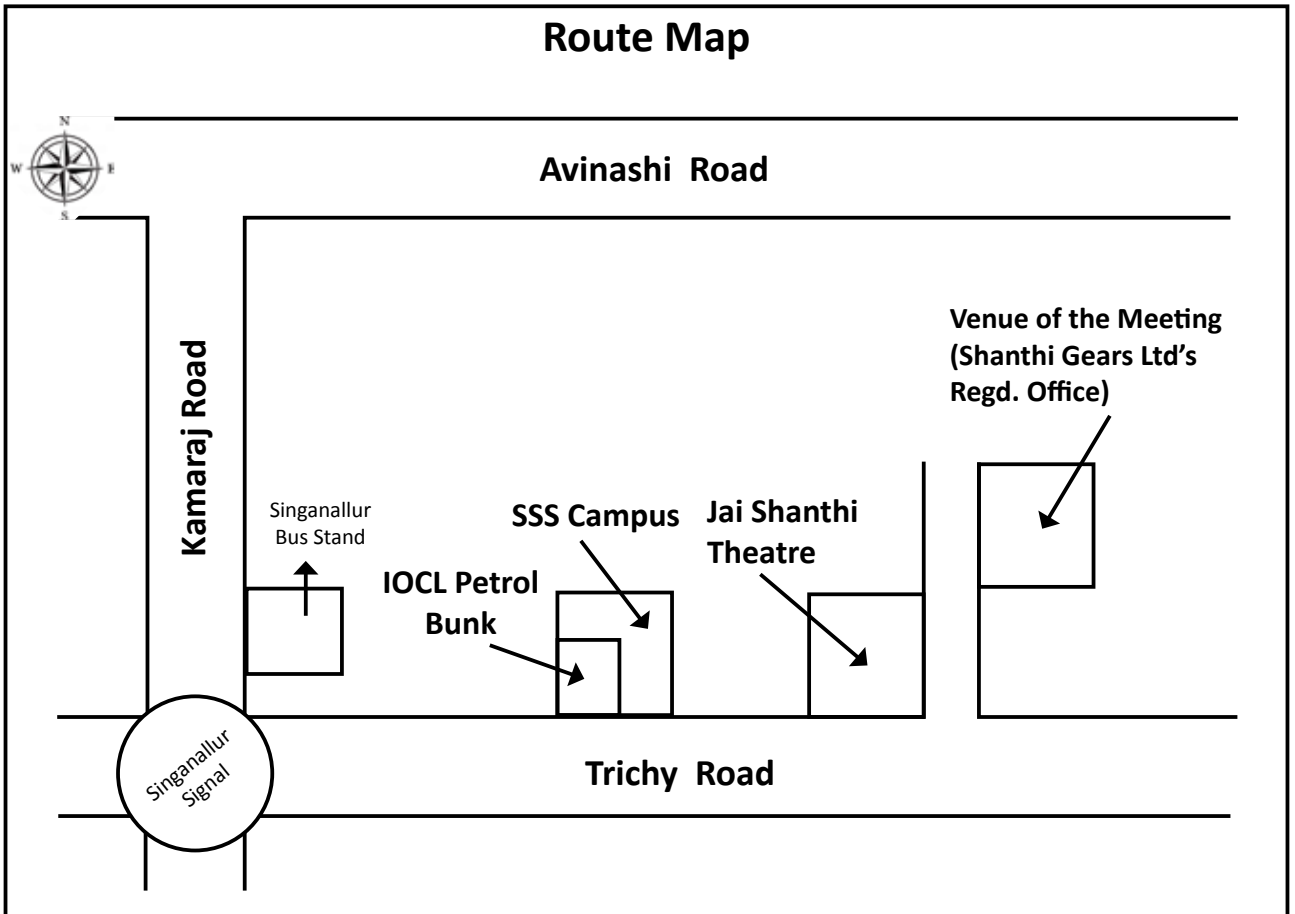 Route Map
N
W E
S
Avinashi Road
Kamaraj Road
Venue of the Meeting
(Shanthi Gears Ltd’s
Regd. Office)
Singanallur
Bus Stand
SSS Campus
Jai Shanthi
Theatre
IOCL Petrol
Bunk
Singanallur
Signal
Trichy Road